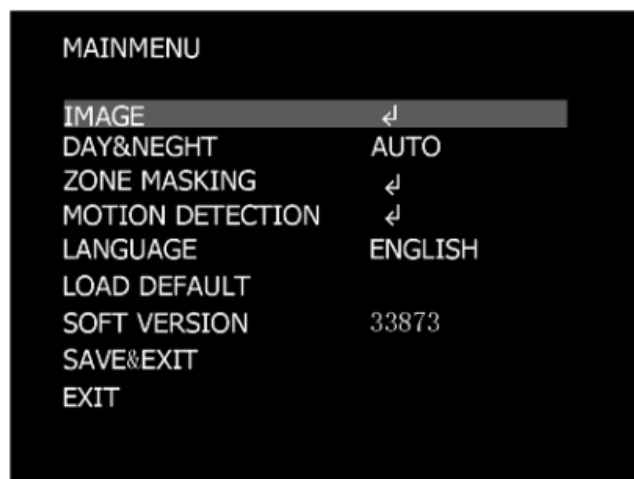 MAINMENU
IMAGE ↲
DAY&NEGHT AUTO
ZONE MASKING ↲
MOTION DETECTION ↲
LANGUAGE ENGLISH
LOAD DEFAULT
SOFT VERSION 33873
SAVE&EXIT
EXIT